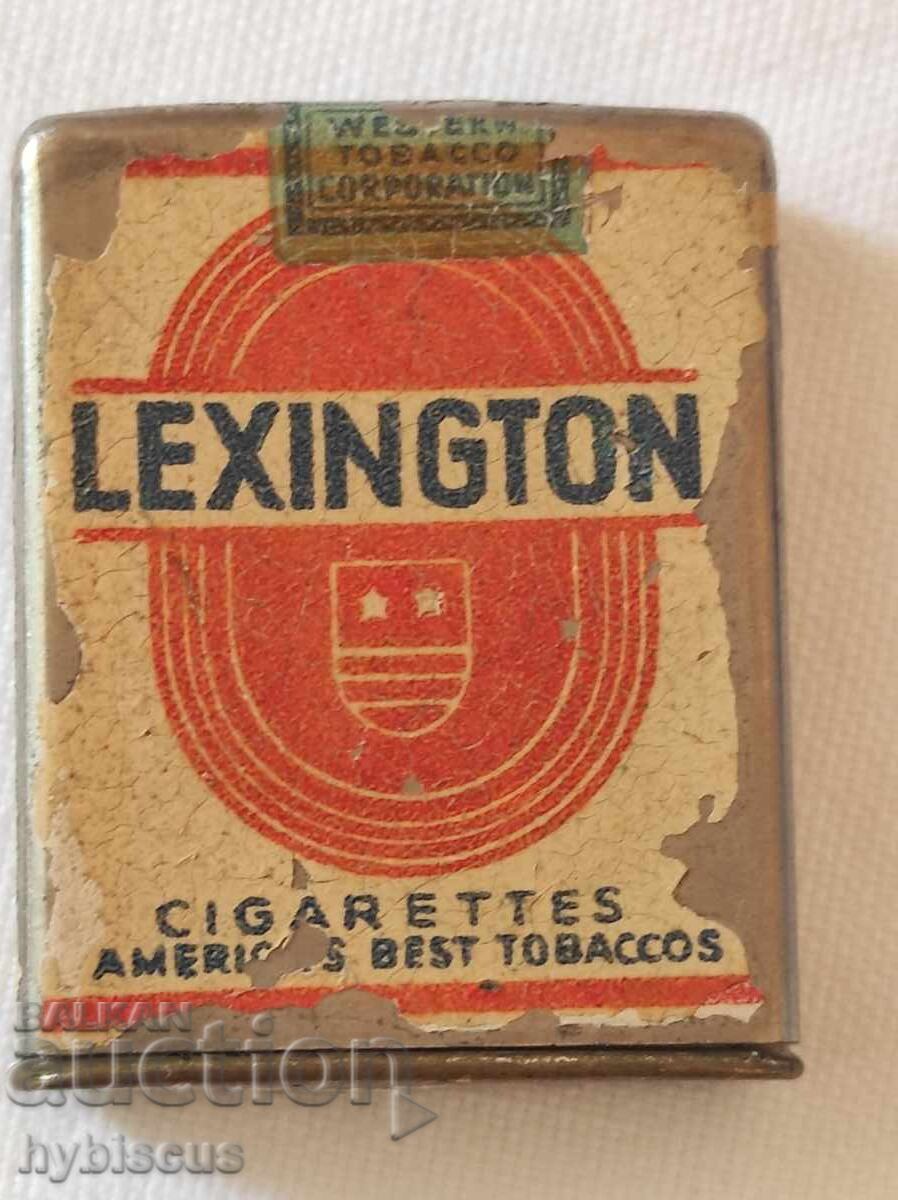 TOBACCO
CORPORATION
LEXINGTON
CIGARETTES
BEST TOBACCOS
BALKAN
auction
hybiscus